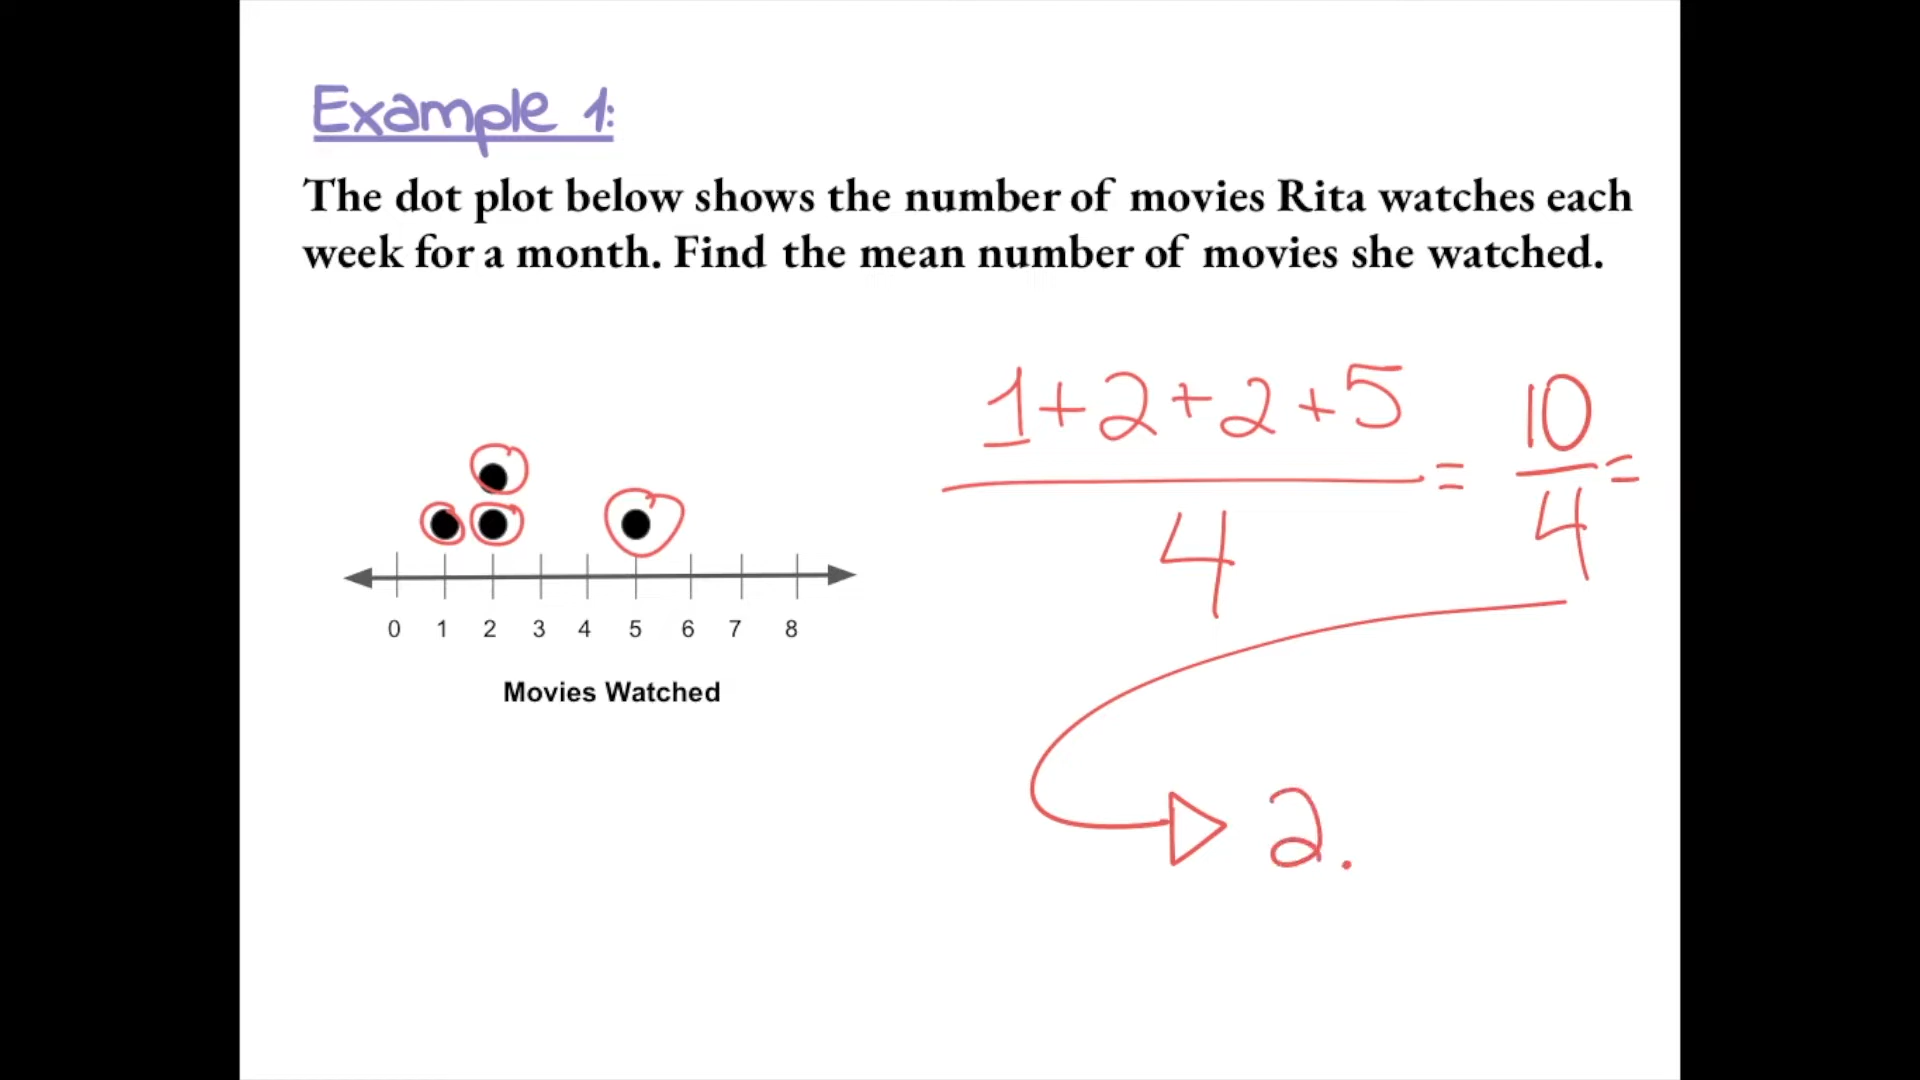 Example 1:
The dot plot below shows the number of movies Rita watches each
week for a month. Find the mean number of movies she watched.
1+2+2+5
4
=
10
4
=
0 1 2 3 4 5 6 7 8
Movies Watched
2.